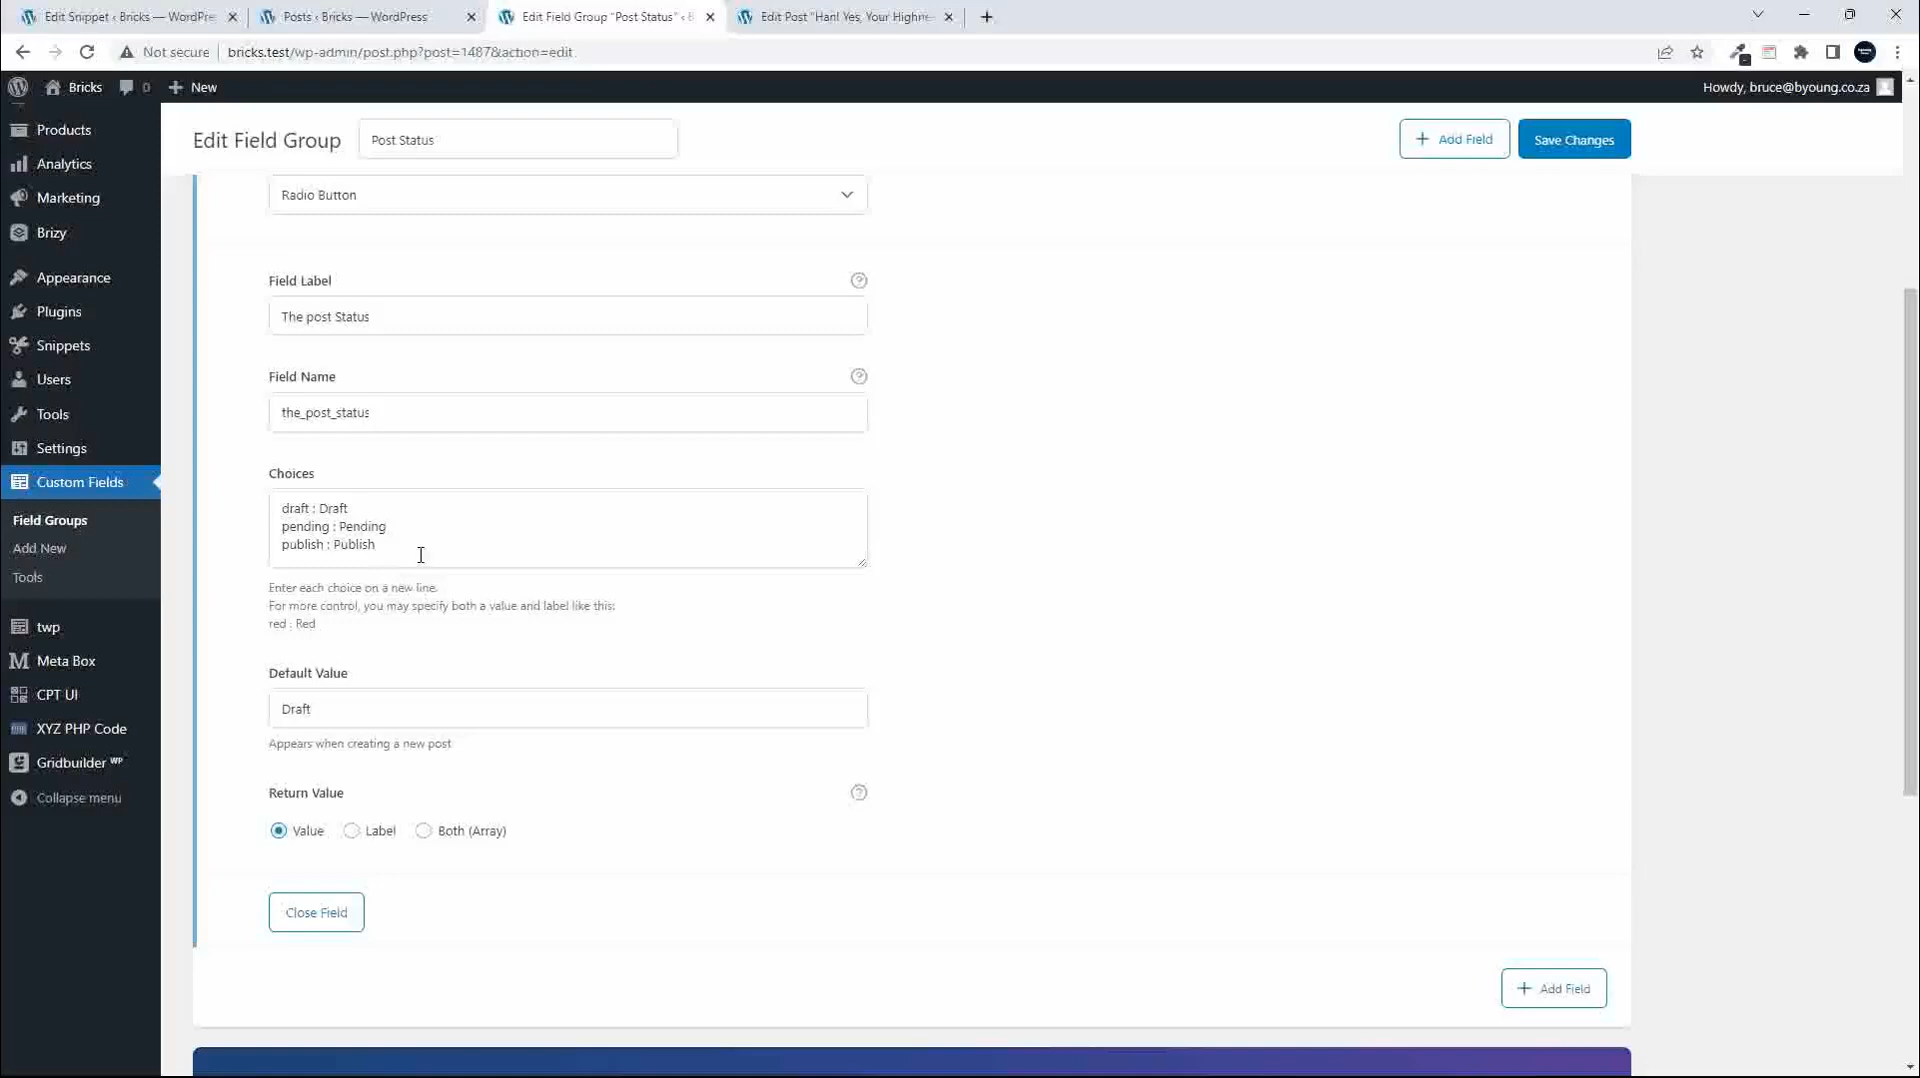 Edit Snippet ‹ Bricks — WordPre
Posts ‹ Bricks — WordPress
Edit Field Group "Post Status" ‹ B
Edit Post "Han! Yes, Your Highne
Not secure
bricks.test/wp-admin/post.php?post=1487&action=edit
Bricks
0
New
Howdy, bruce@byoung.co.za
Products
Analytics
Marketing
Brizy
Appearance
Plugins
Snippets
Users
Tools
Settings
Custom Fields
Field Groups
Add New
Tools
twp
Meta Box
CPT UI
XYZ PHP Code
Gridbuilder WP
Collapse menu
Edit Field Group
Post Status
+ Add Field
Save Changes
Radio Button
Field Label
The post Status
Field Name
the_post_status
Choices
draft : Draft
pending : Pending
publish : Publish
Enter each choice on a new line.
For more control, you may specify both a value and label like this:
red : Red
Default Value
Draft
Appears when creating a new post
Return Value
Value
Label
Both (Array)
Close Field
+ Add Field